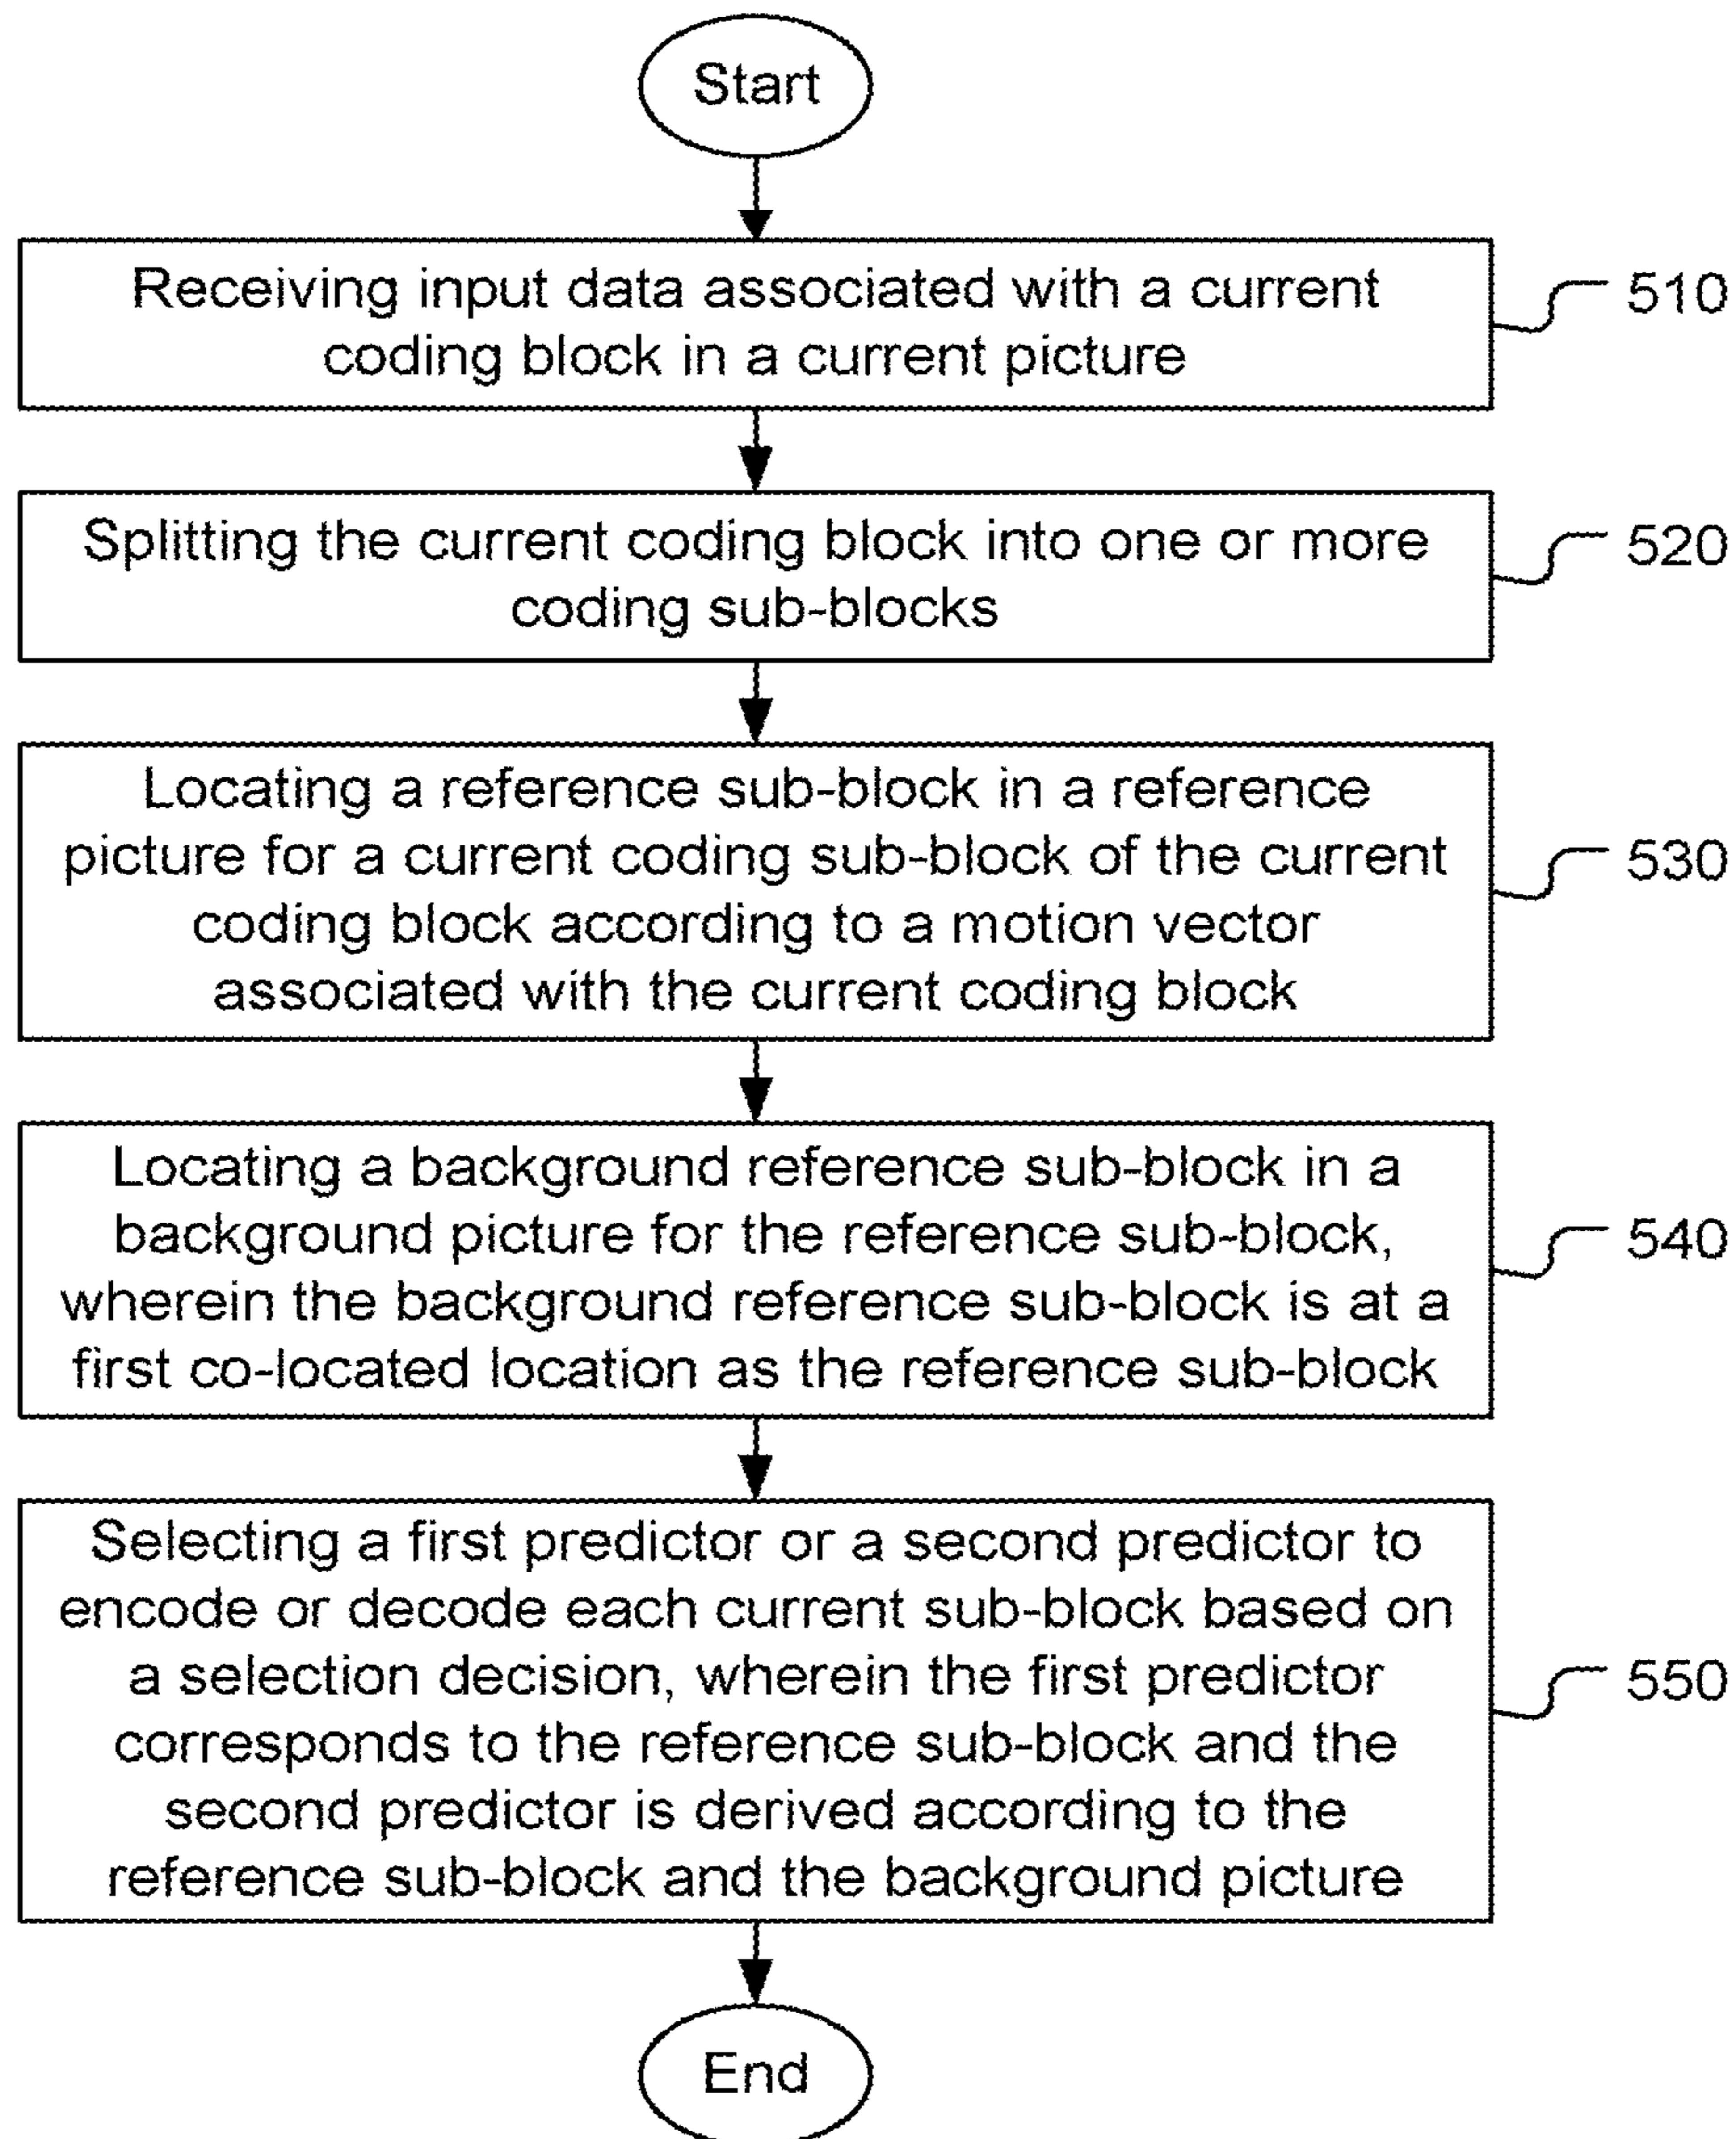 Start
Receiving input data associated with a current
coding block in a current picture
510
Splitting the current coding block into one or more
coding sub-blocks
520
Locating a reference sub-block in a reference
picture for a current coding sub-block of the current
coding block according to a motion vector
associated with the current coding block
530
Locating a background reference sub-block in a
background picture for the reference sub-block,
wherein the background reference sub-block is at a
first co-located location as the reference sub-block
540
Selecting a first predictor or a second predictor to
encode or decode each current sub-block based on
a selection decision, wherein the first predictor
corresponds to the reference sub-block and the
second predictor is derived according to the
reference sub-block and the background picture
550
End